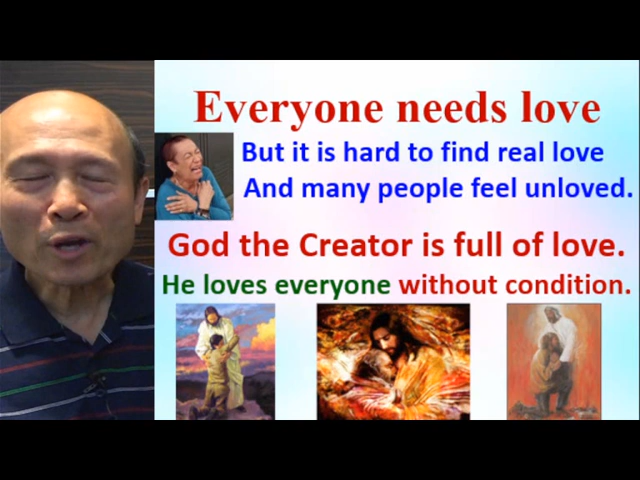 Everyone needs love
But it is hard to find real love
And many people feel unloved.
God the Creator is full of love.
He loves everyone without condition.